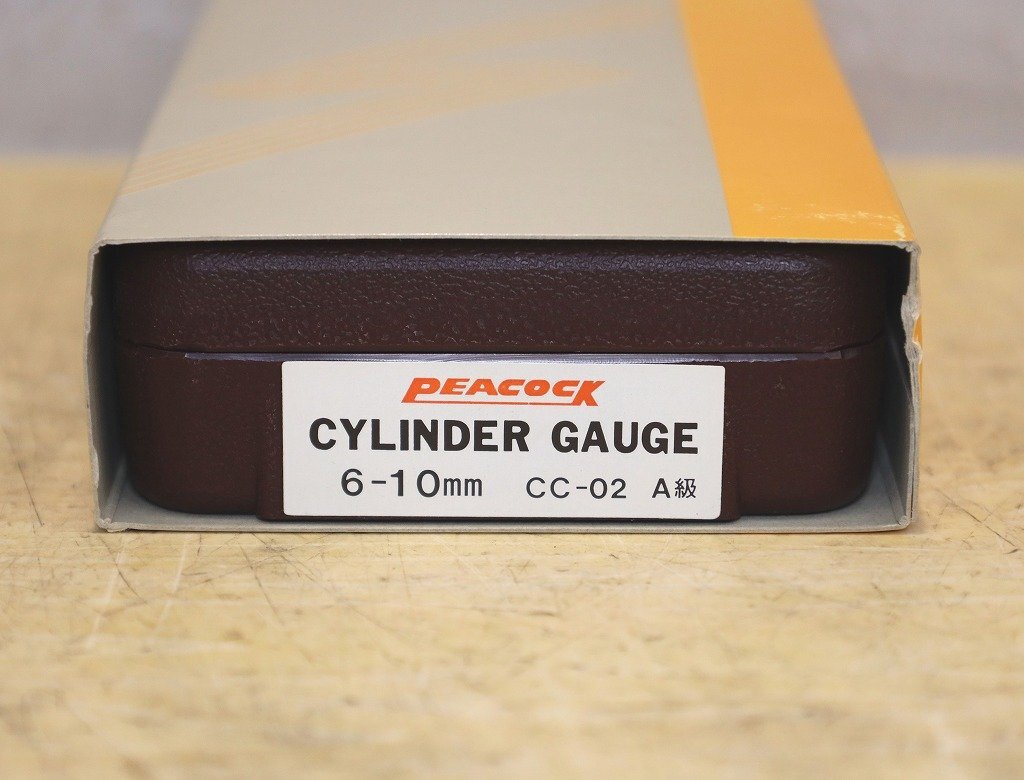 PEACOCK
CYLINDER GAUGE
6-10mm CC-02 A級